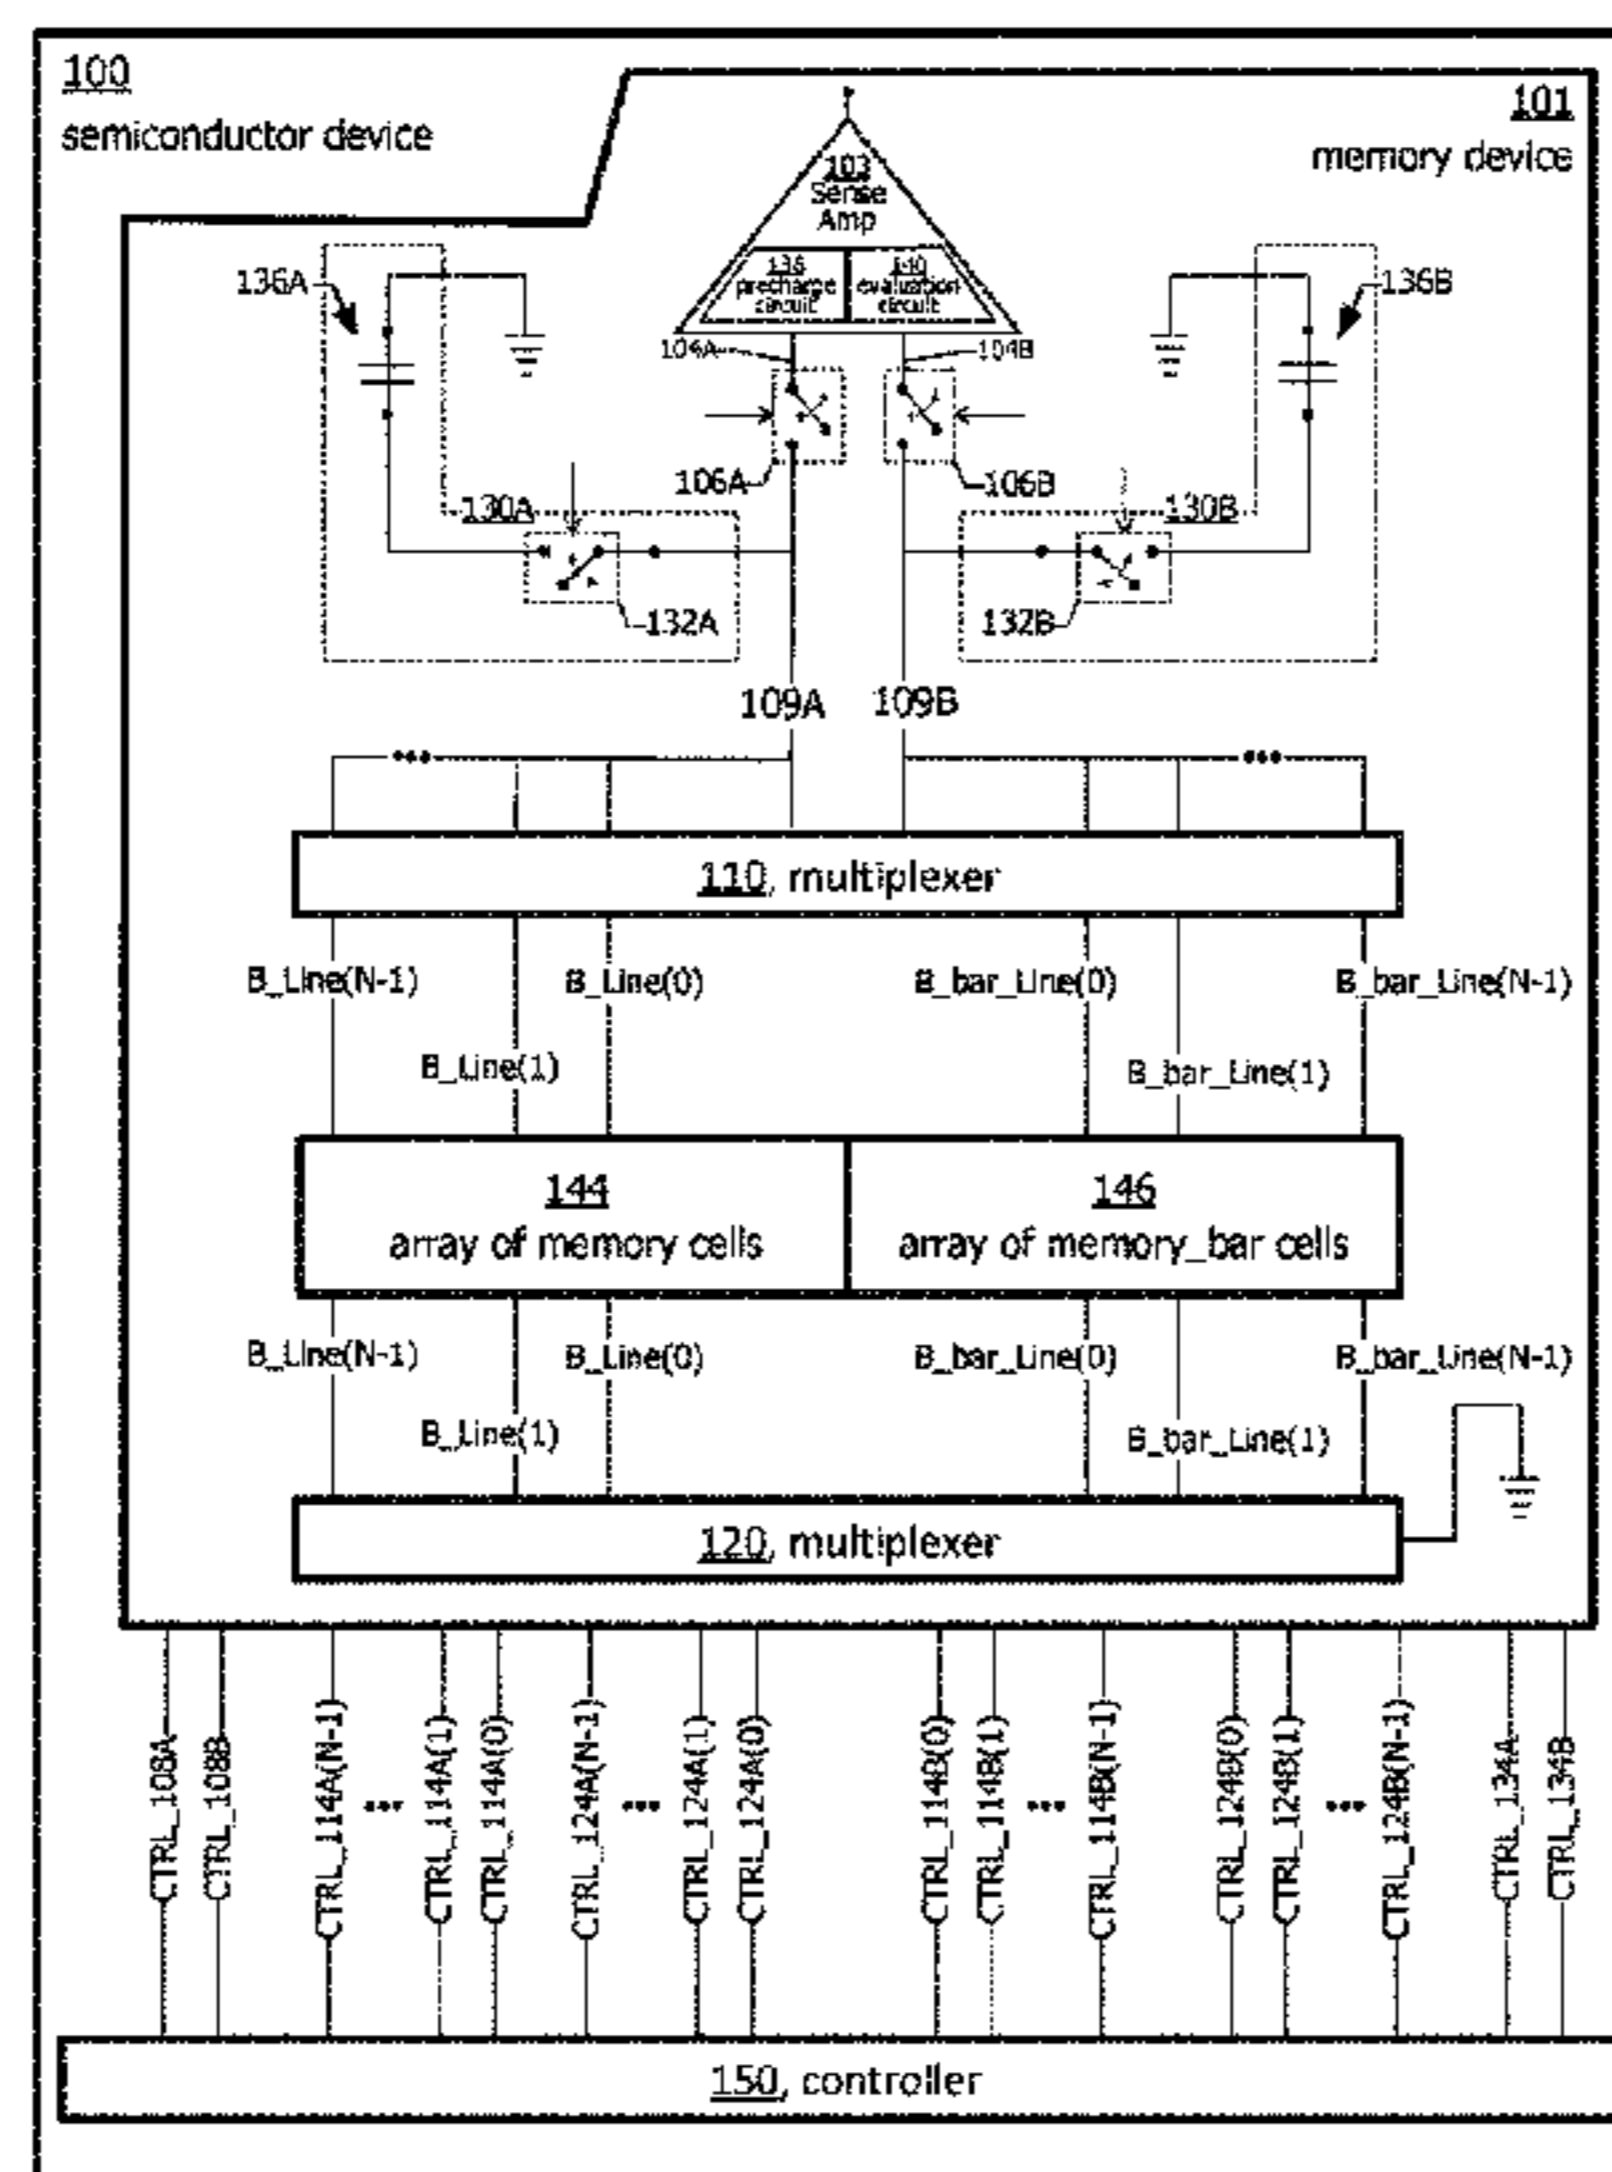 100
semiconductor device
101
memory device
103
Sense
Amp
precharge
circuit
140
evaluation
circuit
136A
136B
104A
104B
106A
106B
130A
130B
132A
132B
109A
109B
110, multiplexer
B_Line(N-1)
B_Line(0)
B_bar_Line(0)
B_bar_Line(N-1)
B_Line(1)
B_bar_Line(1)
144
array of memory cells
146
array of memory_bar cells
B_Line(N-1)
B_Line(0)
B_bar_Line(0)
B_bar_Line(N-1)
B_Line(1)
B_bar_Line(1)
120, multiplexer
CTRL_108A
CTRL_108B
CTRL_114A(N-1)
•••
CTRL_114A(1)
CTRL_114A(0)
CTRL_124A(N-1)
•••
CTRL_124A(1)
CTRL_124A(0)
CTRL_114B(0)
CTRL_114B(1)
•••
CTRL_114B(N-1)
CTRL_124B(0)
CTRL_124B(1)
•••
CTRL_124B(N-1)
CTRL_134A
CTRL_134B
150, controller